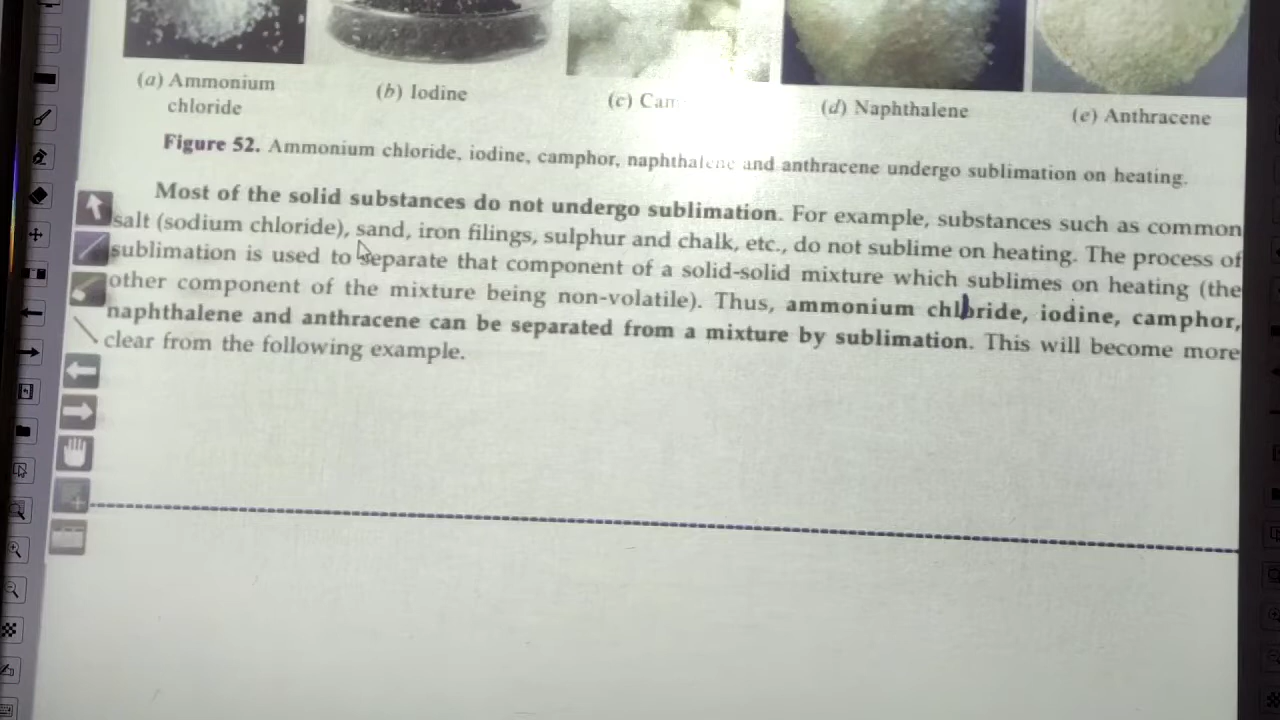 (a) Ammonium
chloride
(b) Iodine
(c) Cam
(d) Naphthalene
(e) Anthracene
Figure 52. Ammonium chloride, iodine, camphor, naphthalene and anthracene undergo sublimation on heating.
Most of the solid substances do not undergo sublimation. For example, substances such as common
salt (sodium chloride), sand, iron filings, sulphur and chalk, etc., do not sublime on heating. The process of
sublimation is used to separate that component of a solid-solid mixture which sublimes on heating (the
other component of the mixture being non-volatile). Thus, ammonium chloride, iodine, camphor,
naphthalene and anthracene can be separated from a mixture by sublimation. This will become more
clear from the following example.